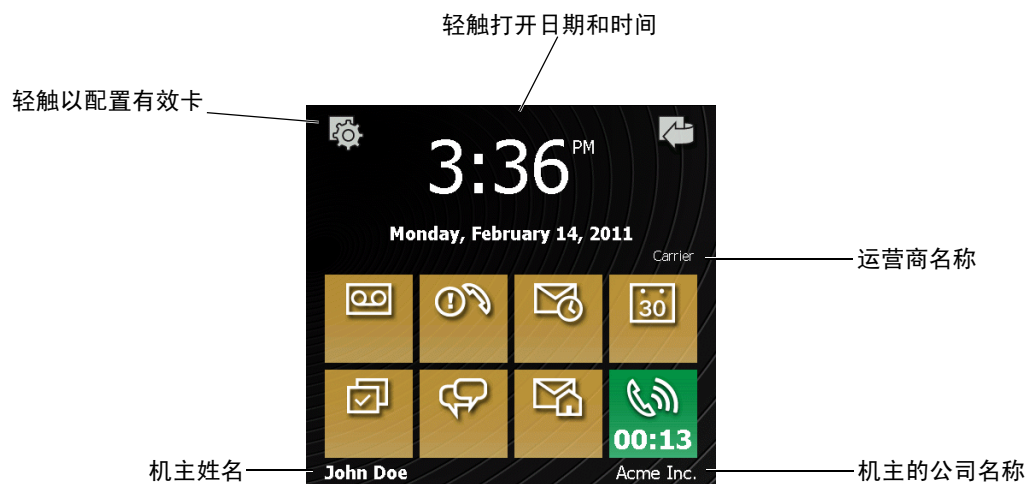 轻触打开日期和时间
轻触以配置有效卡
3:36 PM
Monday, February 14, 2011
Carrier
运营商名称
30
00:13
机主姓名
John Doe
Acme Inc.
机主的公司名称